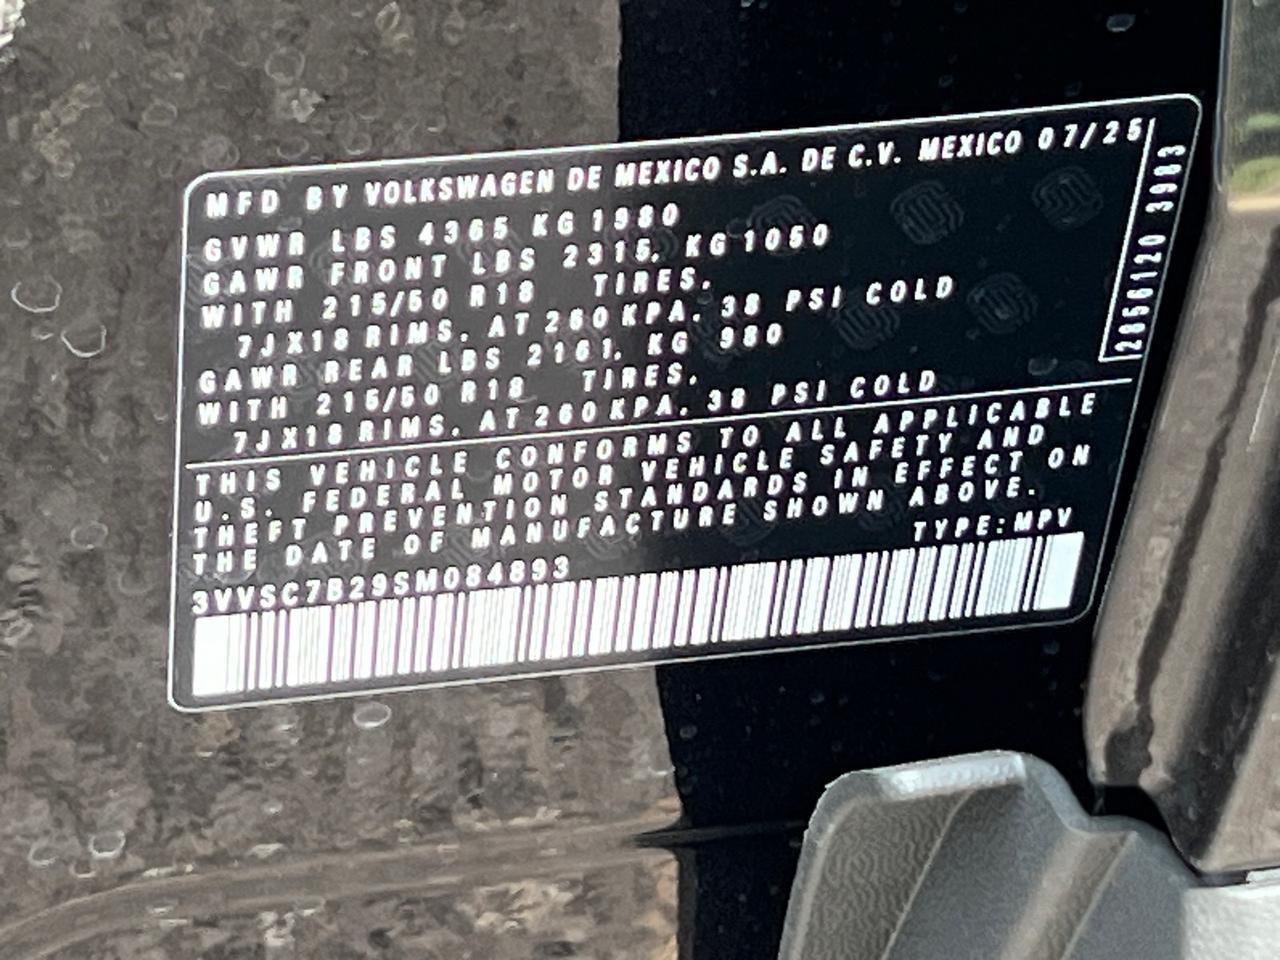 MFD BY VOLKSWAGEN DE MEXICO S.A. DE C.V. MEXICO 07/25
GVWR LBS 4365 KG 1980
GAWR FRONT LBS 2315, KG 1050
WITH 215/50 R18 TIRES.
7JX18 RIMS. AT 260 KPA. 38 PSI COLD
GAWR REAR LBS 2161, KG 980
WITH 215/50 R18 TIRES.
7JX18 RIMS. AT 260 KPA. 38 PSI COLD
THIS VEHICLE CONFORMS TO ALL APPLICABLE
U.S. FEDERAL MOTOR VEHICLE SAFETY AND
THEFT PREVENTION STANDARDS IN EFFECT ON
THE DATE OF MANUFACTURE SHOWN ABOVE.
TYPE:MPV
3VVSC7B29SM084893
2856120 3983